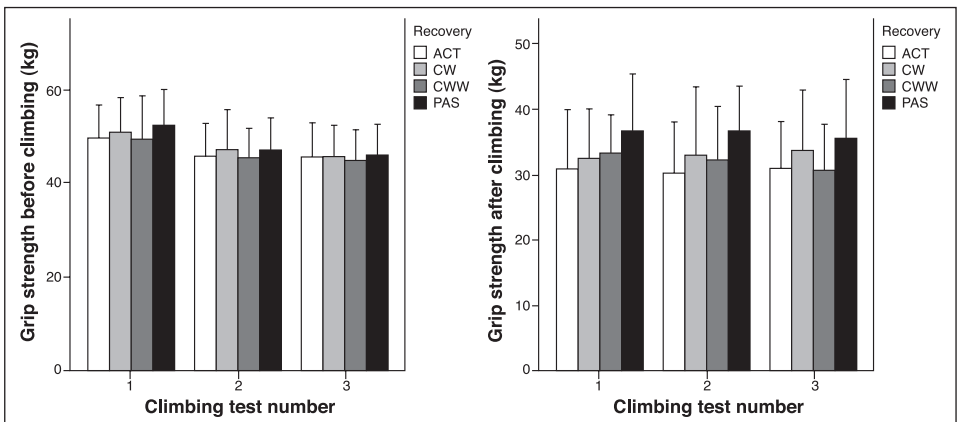 Grip strength before climbing (kg)
60
40
20
0
1
2
3
Climbing test number
Recovery
ACT
CW
CWW
PAS
Grip strength after climbing (kg)
50
40
30
20
10
0
1
2
3
Climbing test number
Recovery
ACT
CW
CWW
PAS